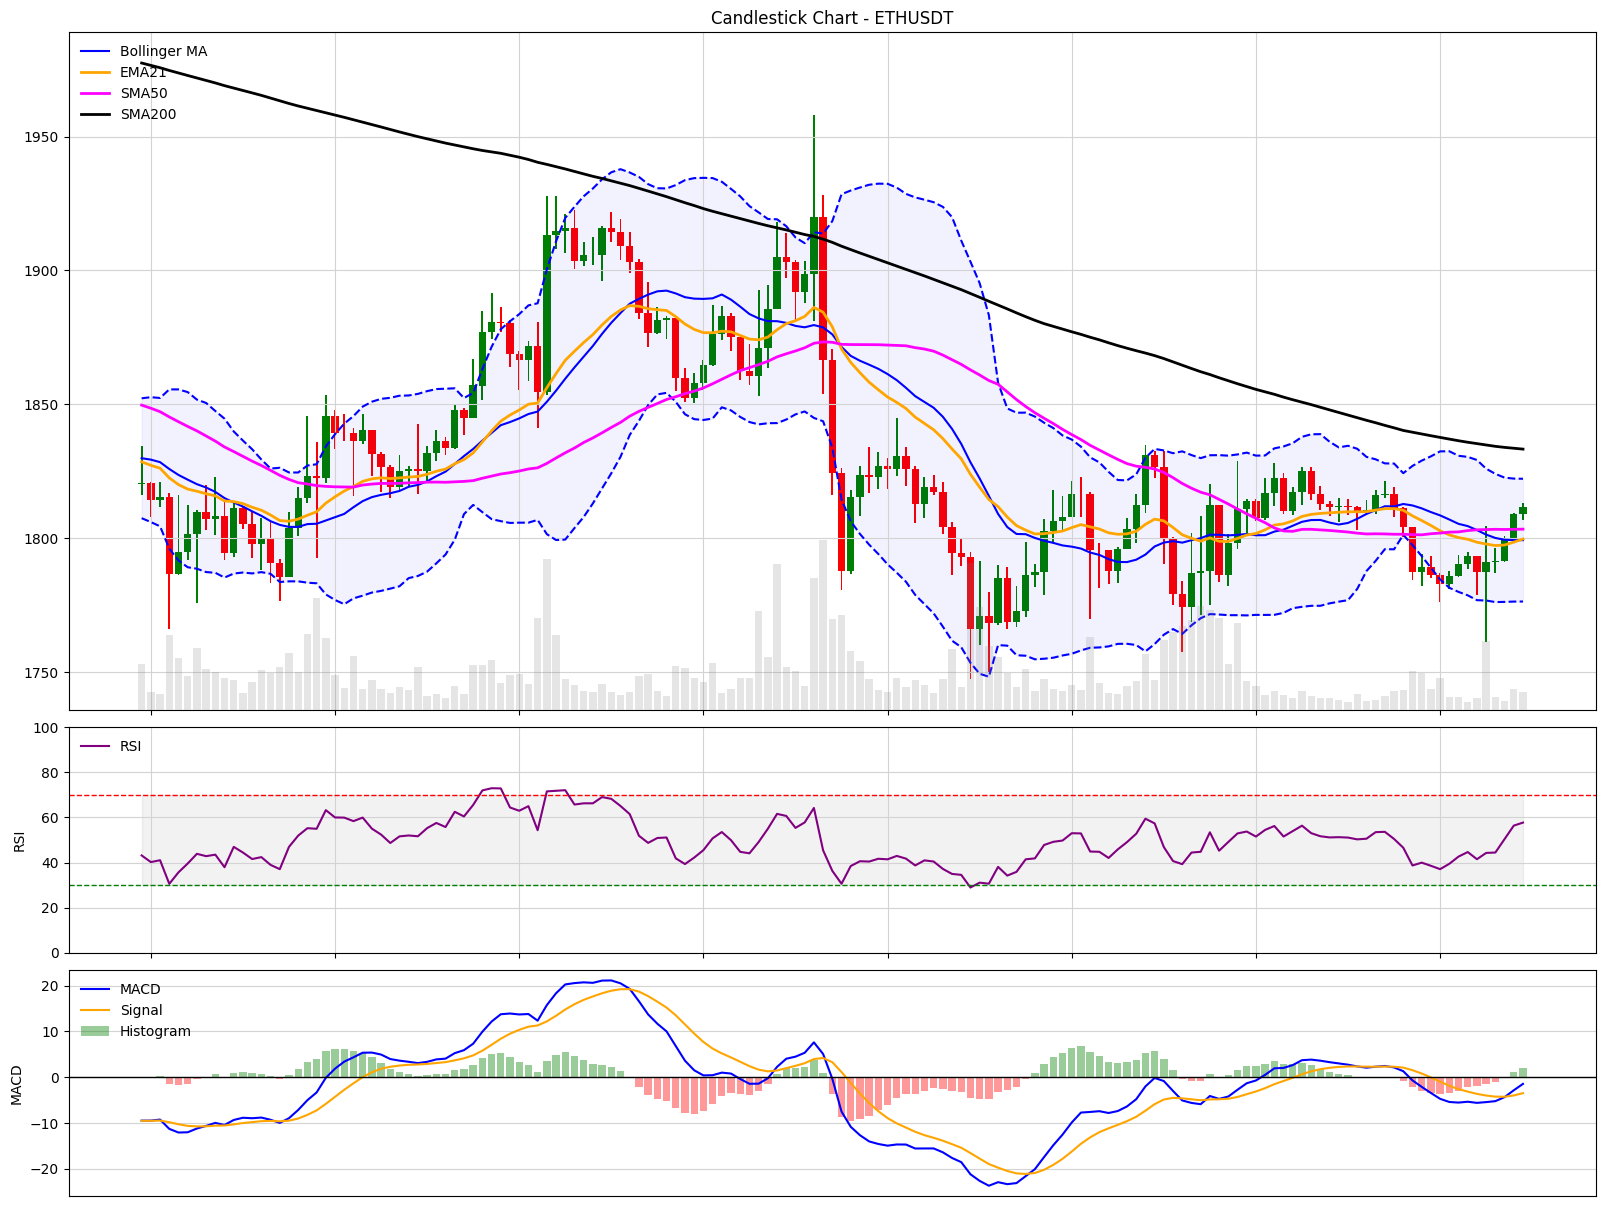 Candlestick Chart - ETHUSDT
Bollinger MA
EMA21
SMA50
SMA200
1950
1900
1850
1800
1750
100
80
60
40
20
0
RSI
RSI
20
10
0
−10
−20
MACD
MACD
Signal
Histogram